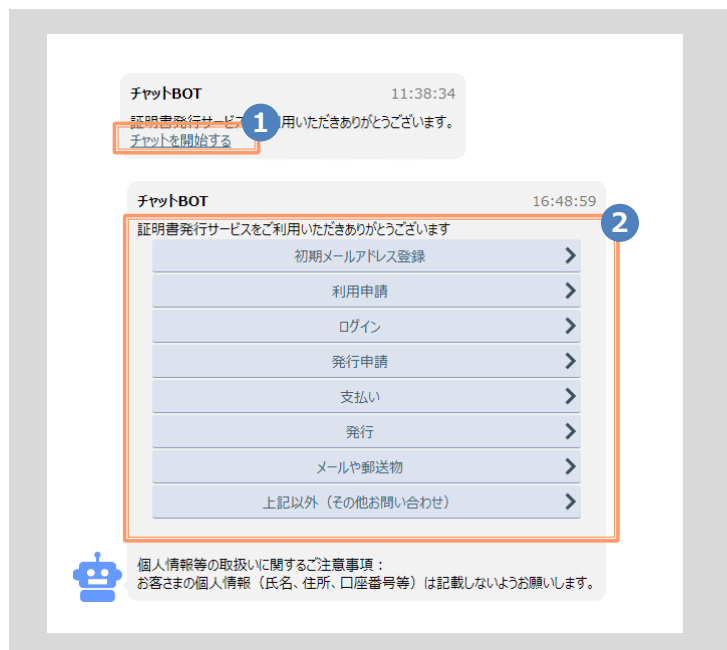 チャットBOT 11:38:34
1
証明書発行サービス 用いただきありがとうございます。
チャットを開始する
チャットBOT 16:48:59
2
証明書発行サービスをご利用いただきありがとうございます
初期メールアドレス登録
利用申請
ログイン
発行申請
支払い
発行
メールや郵送物
上記以外（その他お問い合わせ）
個人情報等の取扱いに関するご注意事項：
お客さまの個人情報（氏名、住所、口座番号等）は記載しないようお願いします。